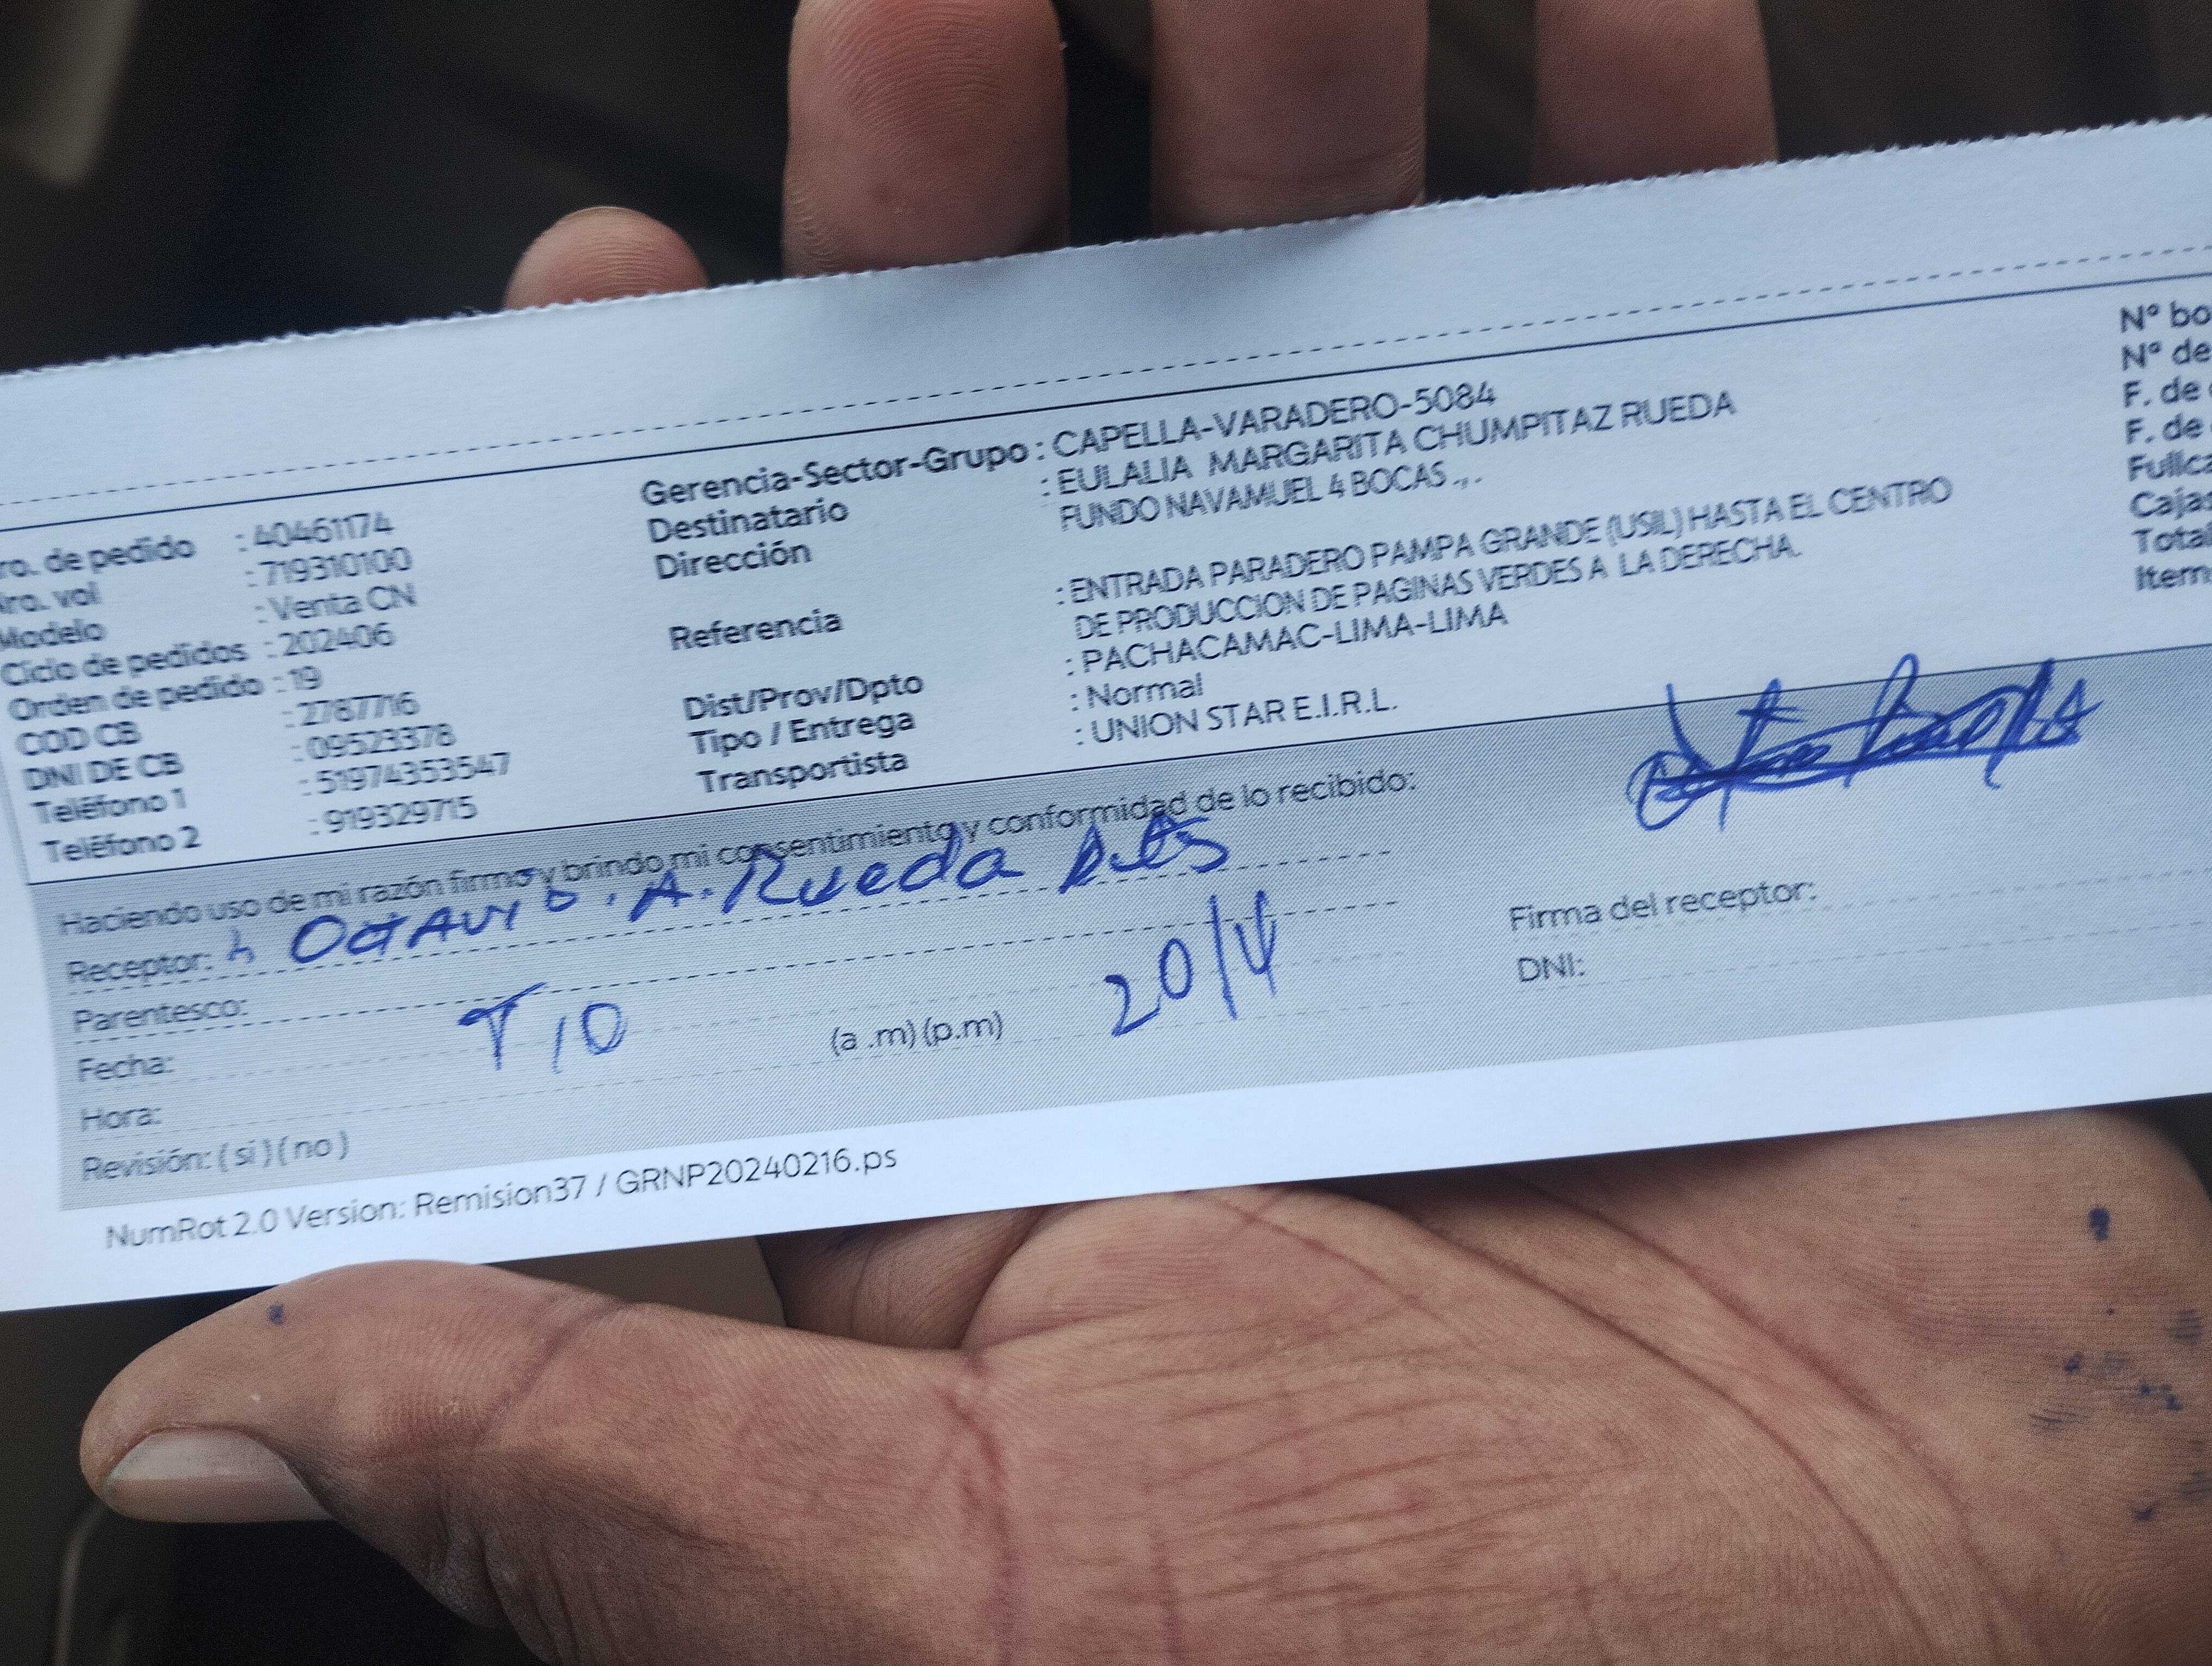 ro. de pedido : 40461174
Nro. vol : 719310100
Modelo : Venta CN
Ciclo de pedidos : 202406
Orden de pedido : 19
COD CB : 2787716
DNI DE CB : 09523378
Teléfono 1 : 51974353547
Teléfono 2 : 919329715
Gerencia-Sector-Grupo : CAPELLA-VARADERO-5084
Destinatario : EULALIA MARGARITA CHUMPITAZ RUEDA
Dirección FUNDO NAVAMUEL 4 BOCAS .,.
Referencia : ENTRADA PARADERO PAMPA GRANDE (USIL) HASTA EL CENTRO
DE PRODUCCION DE PAGINAS VERDES A LA DERECHA.
Dist/Prov/Dpto : PACHACAMAC-LIMA-LIMA
Tipo / Entrega : Normal
Transportista : UNION STAR E.I.R.L.
N° bo
N° de
F. de
F. de
Fullca
Cajas
Total
Item
Haciendo uso de mi razón firmo y brindo mi consentimiento y conformidad de lo recibido:
Receptor: OCTAVIO. A. Rueda
Parentesco: TIO
Fecha: 20/4
Hora: (a .m) (p.m)
Revisión: ( si ) ( no )
Firma del receptor:
DNI:
NumRot 2.0 Version: Remision37 / GRNP20240216.ps